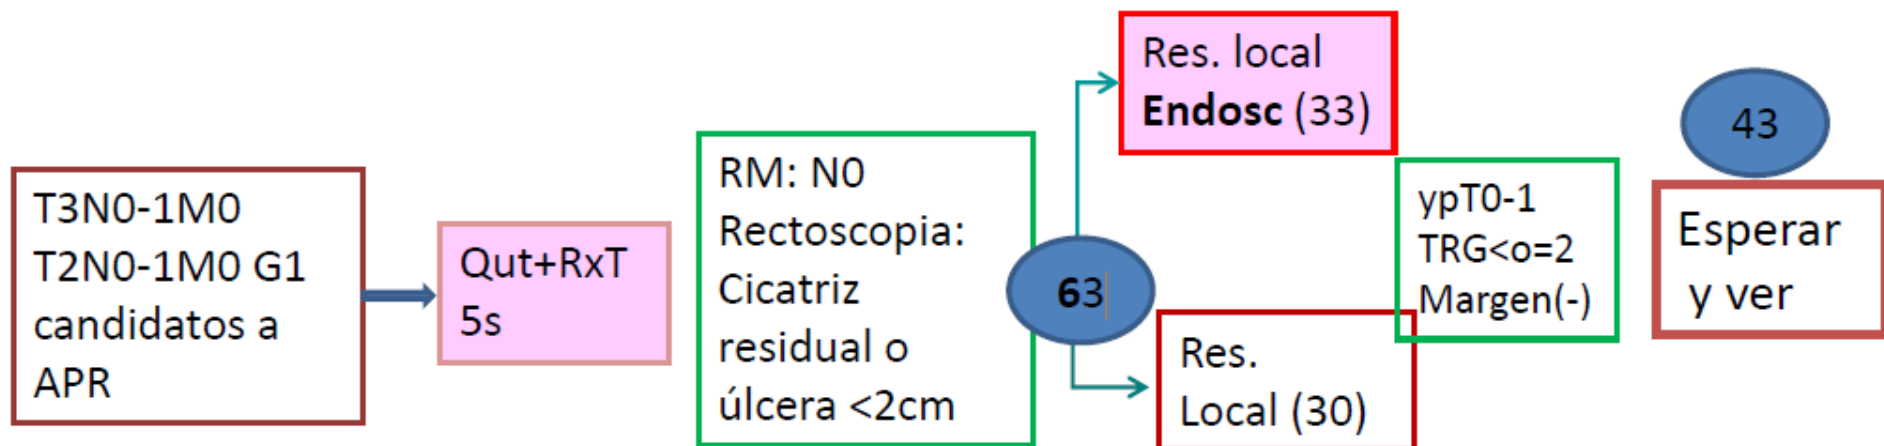 T3N0-1M0
T2N0-1M0 G1
candidatos a
APR
Qut+RxT
5s
RM: N0
Rectoscopia:
Cicatriz
residual o
úlcera <2cm
63
Res. local
Endosc (33)
Res.
Local (30)
ypT0-1
TRG<o=2
Margen(-)
43
Esperar
y ver